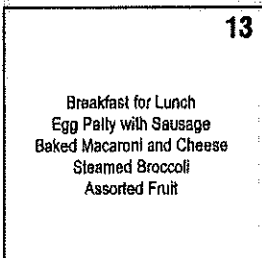 13
Breakfast for Lunch
Egg Patty with Sausage
Baked Macaroni and Cheese
Steamed Broccoli
Assorted Fruit